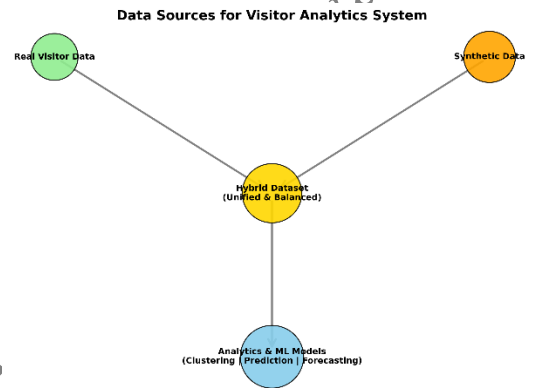 Data Sources for Visitor Analytics System
Real Visitor Data
Synthetic Data
Hybrid Dataset
(Unified & Balanced)
Analytics & ML Models
(Clustering | Prediction | Forecasting)